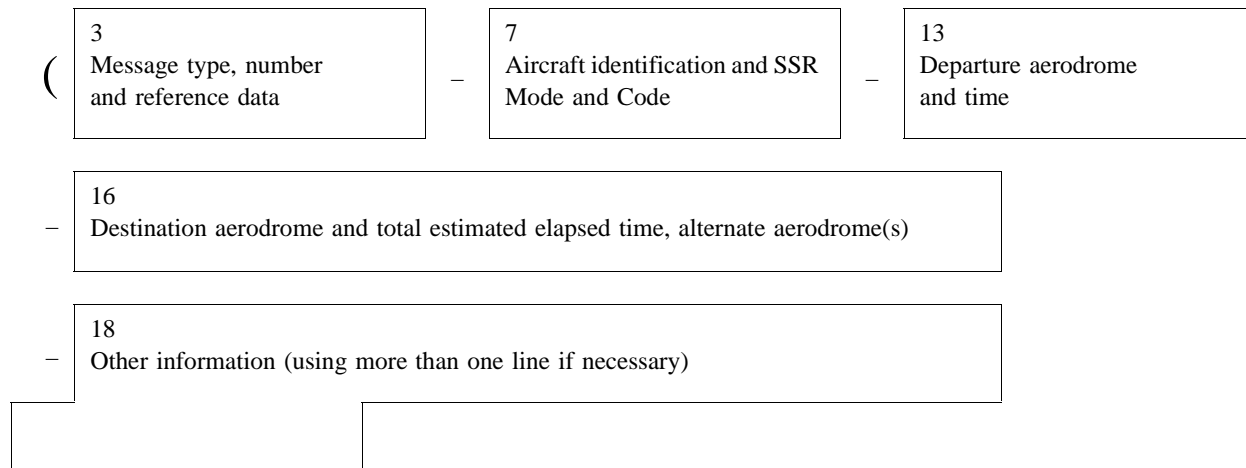 3
Message type, number
and reference data
(
–
7
Aircraft identification and SSR
Mode and Code
–
13
Departure aerodrome
and time
–
16
Destination aerodrome and total estimated elapsed time, alternate aerodrome(s)
–
18
Other information (using more than one line if necessary)